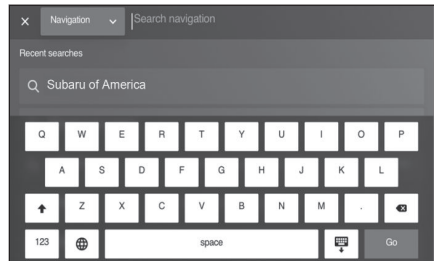 Navigation Search navigation
Recent searches
Subaru of America
Q W E R T Y U I O P
A S D F G H J K L
Z X C V B N M .
123 space Go